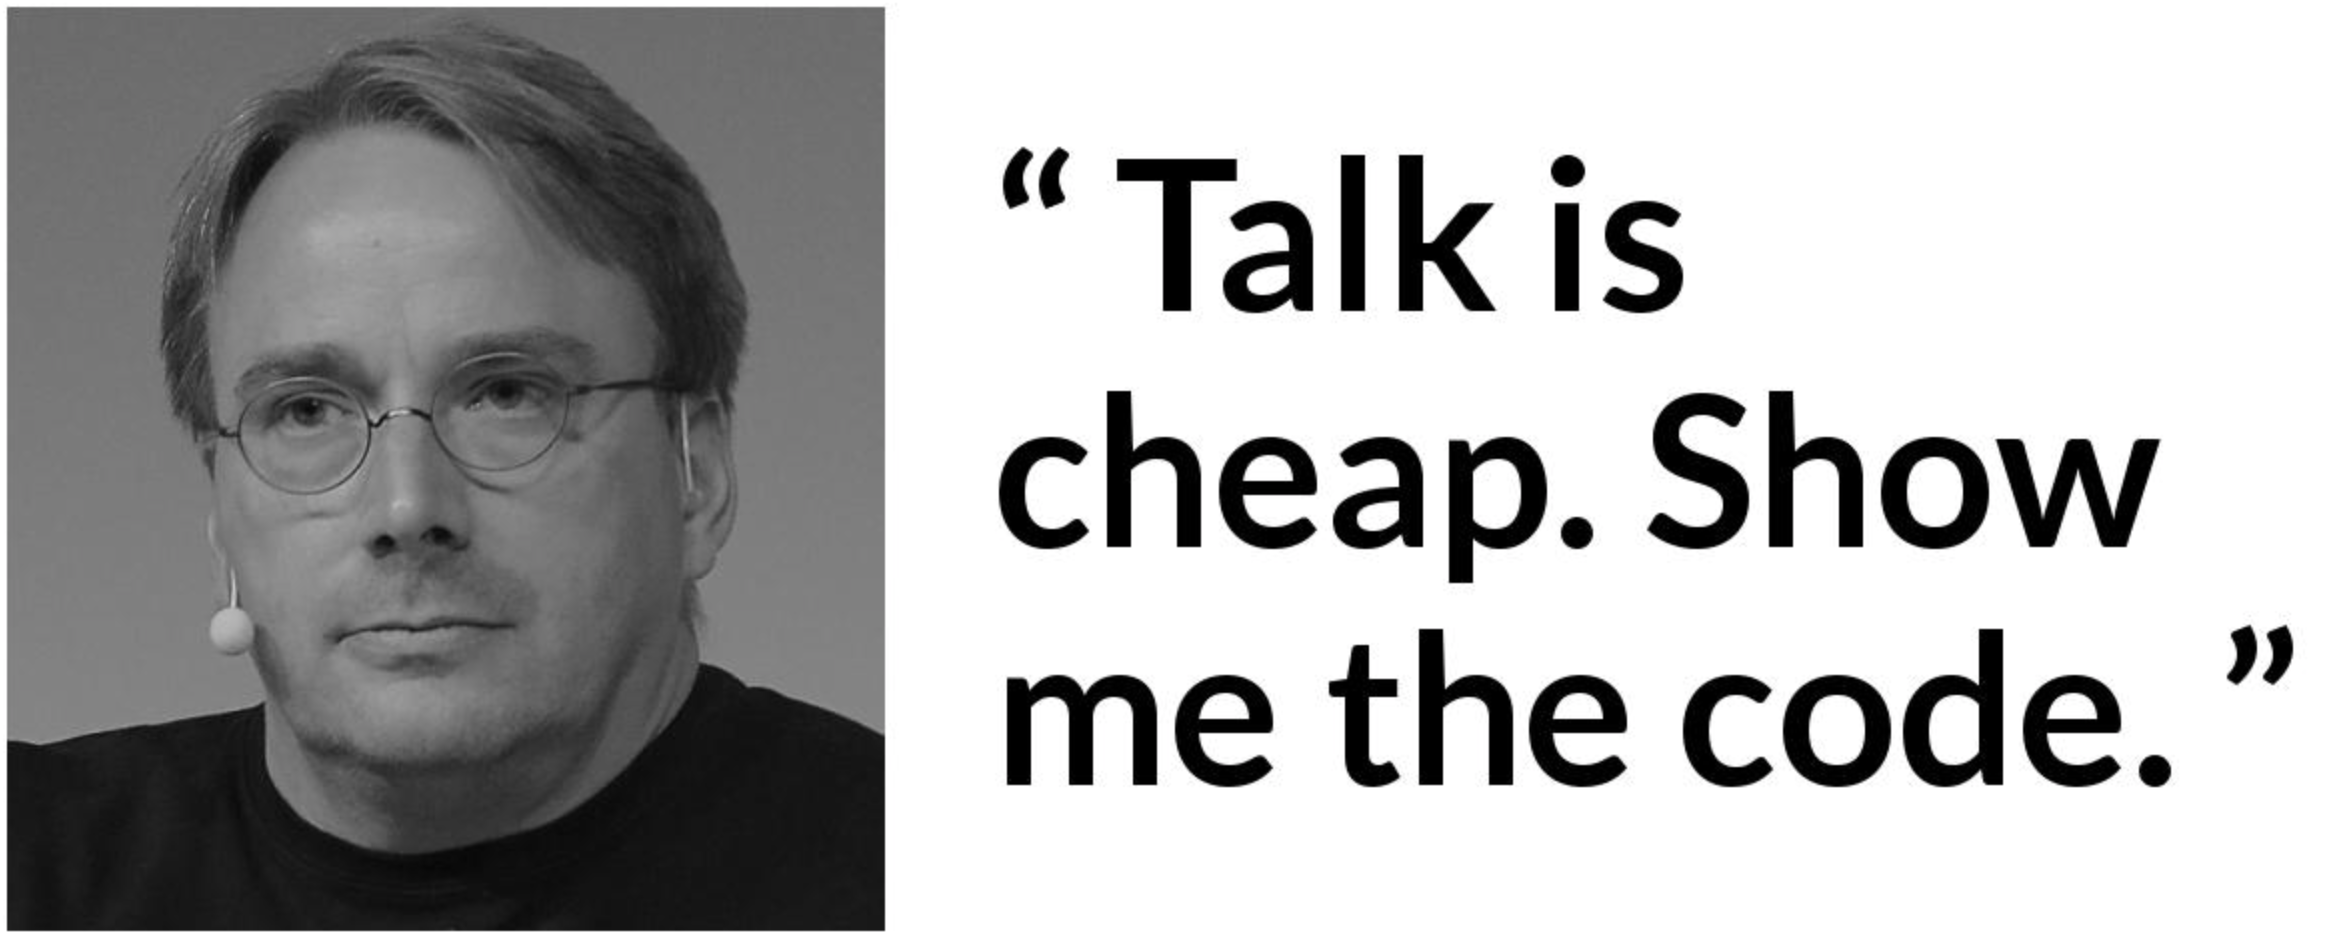 “ Talk is
cheap. Show
me the code. ”